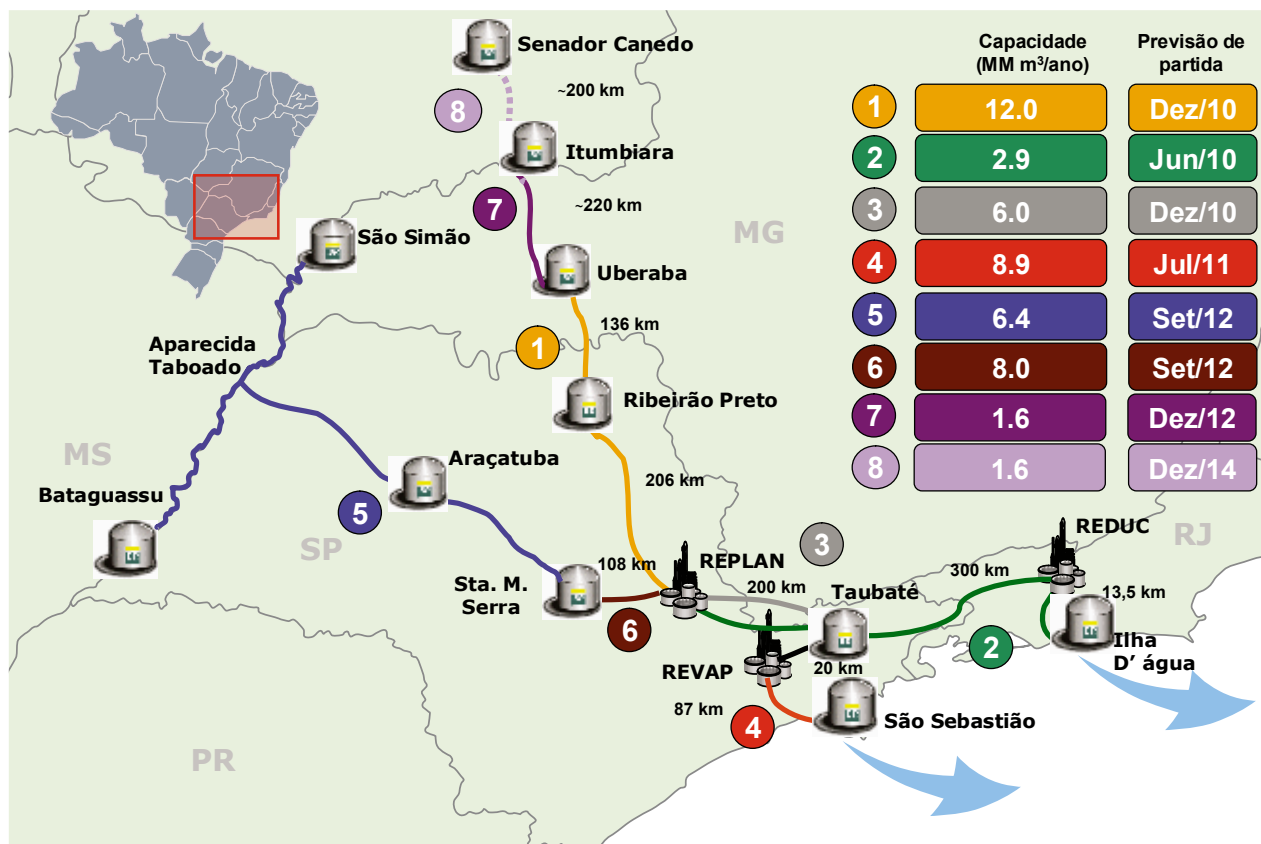 Senador Canedo
~200 km
8
Itumbiara
~220 km
7
MG
São Simão
Uberaba
136 km
1
Aparecida
Taboado
Ribeirão Preto
MS
Araçatuba
206 km
Bataguassu
5
SP
REPLAN
3
REDUC
RJ
108 km
200 km
300 km
Sta. M.
Serra
Taubaté
13,5 km
6
2
Ilha
D’ água
REVAP
20 km
87 km
4
São Sebastião
PR
Capacidade
(MM m³/ano)
Previsão de
partida
1 12.0 Dez/10
2 2.9 Jun/10
3 6.0 Dez/10
4 8.9 Jul/11
5 6.4 Set/12
6 8.0 Set/12
7 1.6 Dez/12
8 1.6 Dez/14